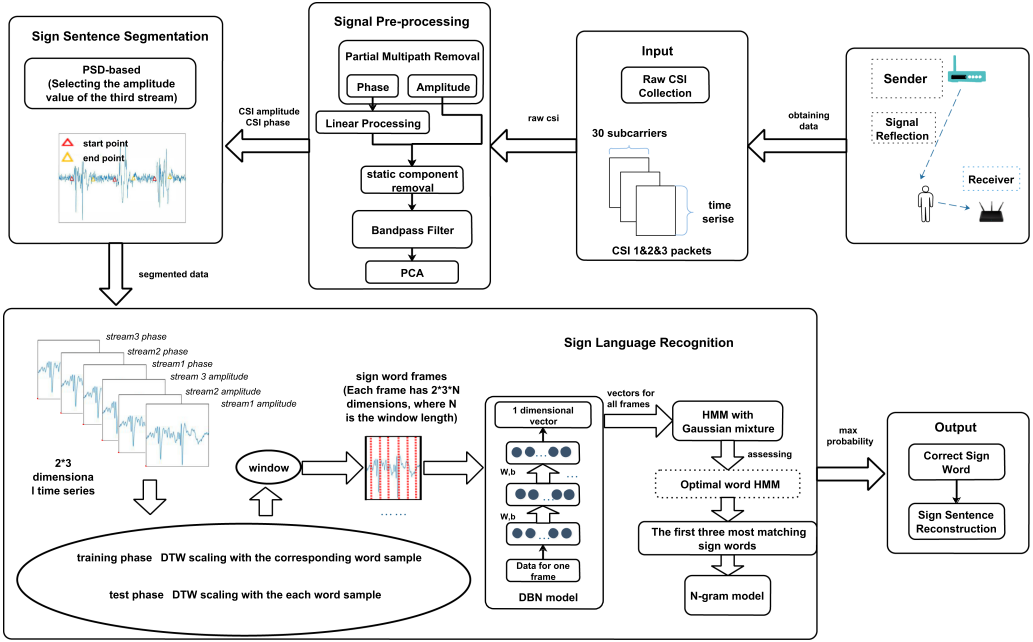 Sign Sentence Segmentation
PSD-based
(Selecting the amplitude
value of the third stream)
start point
end point
CSI amplitude
CSI phase
Signal Pre-processing
Partial Multipath Removal
Phase
Amplitude
Linear Processing
static component
removal
Bandpass Filter
PCA
raw csi
Input
Raw CSI
Collection
30 subcarriers
time
serise
CSI 1&2&3 packets
obtaining
data
Sender
Signal
Reflection
Receiver
segmented data
Sign Language Recognition
stream3 phase
stream2 phase
stream1 phase
stream 3 amplitude
stream2 amplitude
stream1 amplitude
2*3
dimensiona
l time series
window
sign word frames
(Each frame has 2*3*N
dimensions, where N
is the window length)
......
training phase DTW scaling with the corresponding word sample
test phase DTW scaling with the each word sample
1 dimensional
vector
...
W,b
...
...
W,b
...
Data for one
frame
DBN model
vectors for
all frames
HMM with
Gaussian mixture
assessing
Optimal word HMM
The first three most matching
sign words
N-gram model
max
probability
Output
Correct Sign
Word
Sign Sentence
Reconstruction